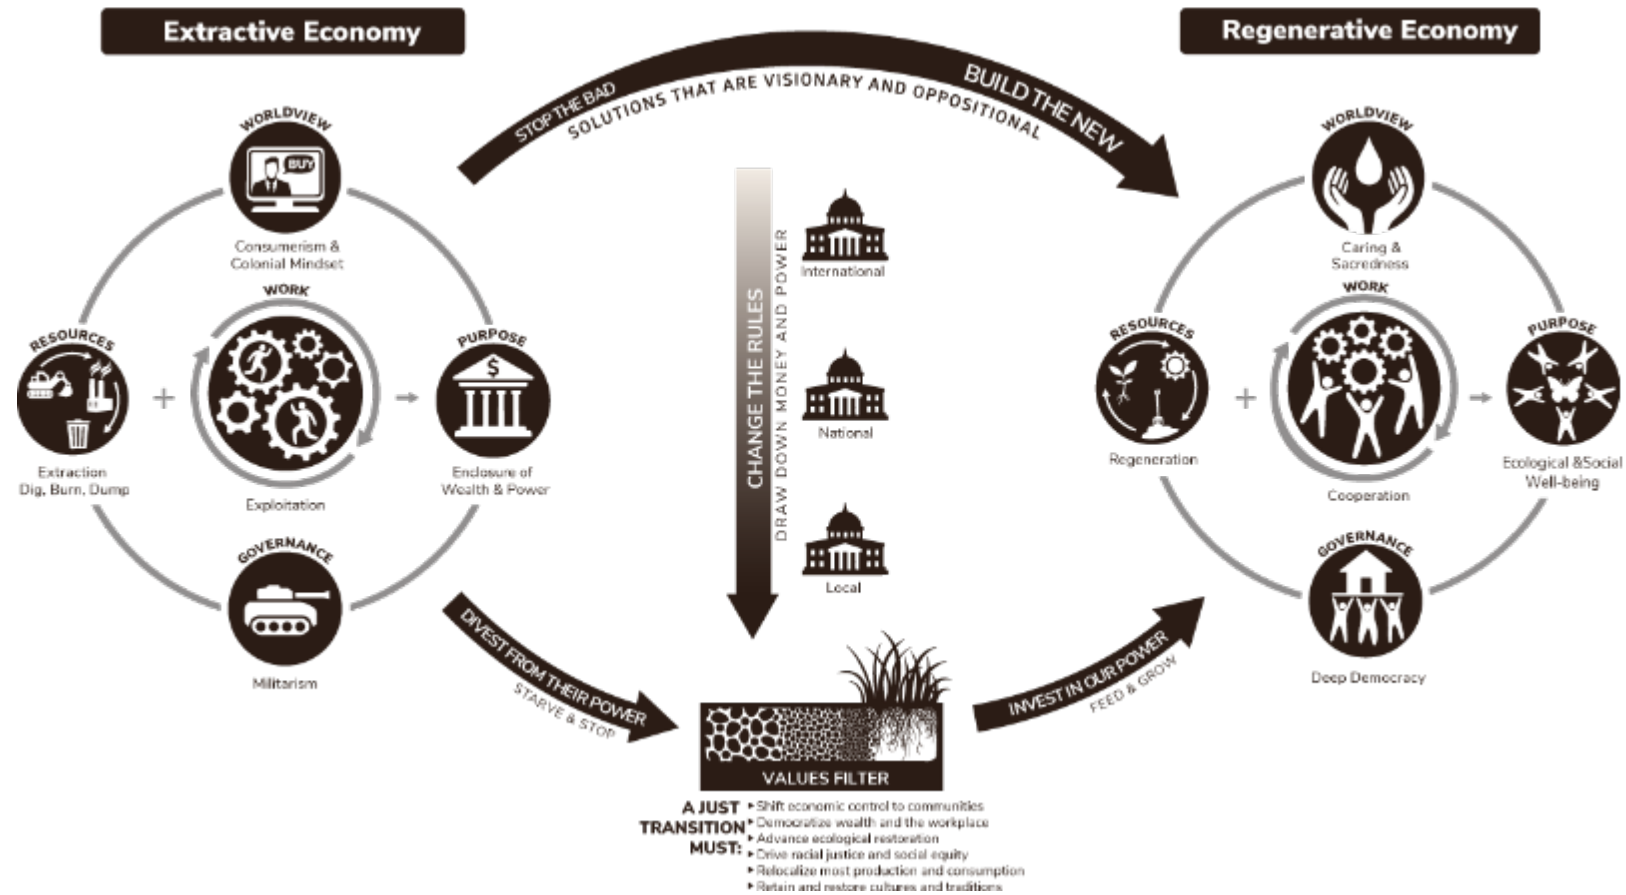 Extractive Economy
Regenerative Economy
STOP THE BAD
BUILD THE NEW
SOLUTIONS THAT ARE VISIONARY AND OPPOSITIONAL
WORLDVIEW
BUY
Consumerism &
Colonial Mindset
WORK
RESOURCES
PURPOSE
$
+
Extraction
Dig, Burn, Dump
Exploitation
Enclosure of
Wealth & Power
GOVERNANCE
Militarism
CHANGE THE RULES
DRAW DOWN MONEY AND POWER
International
National
Local
WORLDVIEW
Caring &
Sacredness
WORK
RESOURCES
PURPOSE
+
Regeneration
Cooperation
Ecological &Social
Well-being
GOVERNANCE
Deep Democracy
DIVEST FROM THEIR POWER
STARVE & STOP
INVEST IN OUR POWER
FEED & GROW
VALUES FILTER
A JUST
TRANSITION
MUST:
Shift economic control to communities
Democratize wealth and the workplace
Advance ecological restoration
Drive racial justice and social equity
Relocalize most production and consumption
Retain and restore cultures and traditions